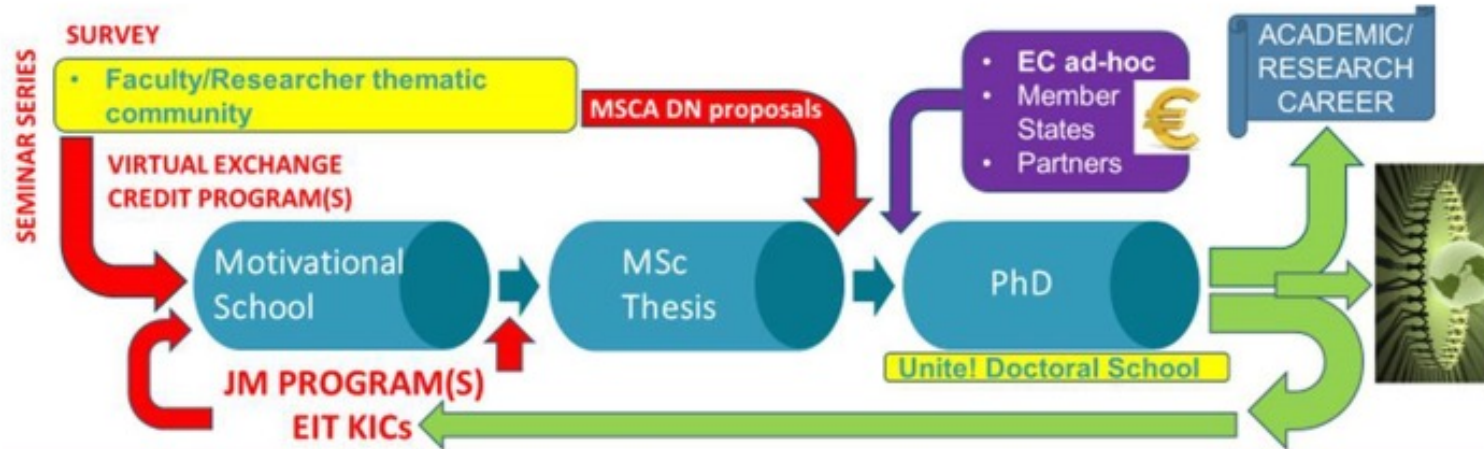 SEMINAR SERIES
SURVEY
• Faculty/Researcher thematic
community
MSCA DN proposals
• EC ad-hoc
• Member
States
• Partners
€
ACADEMIC/
RESEARCH
CAREER
VIRTUAL EXCHANGE
CREDIT PROGRAM(S)
Motivational
School
MSc
Thesis
PhD
Unite! Doctoral School
JM PROGRAM(S)
EIT KICs